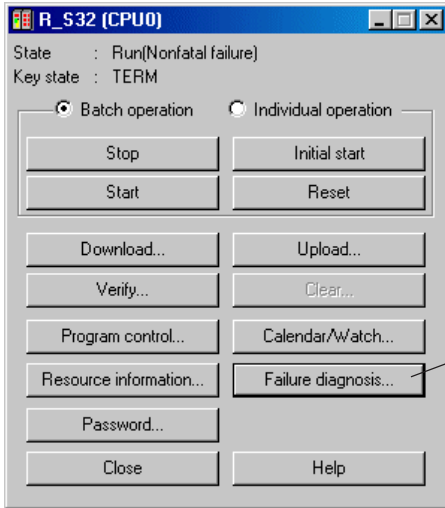 R_S32 (CPU0)
State : Run(Nonfatal failure)
Key state : TERM
Batch operation Individual operation
Stop Initial start
Start Reset
Download... Upload...
Verify... Clear...
Program control... Calendar/Watch...
Resource information... Failure diagnosis...
Password...
Close Help